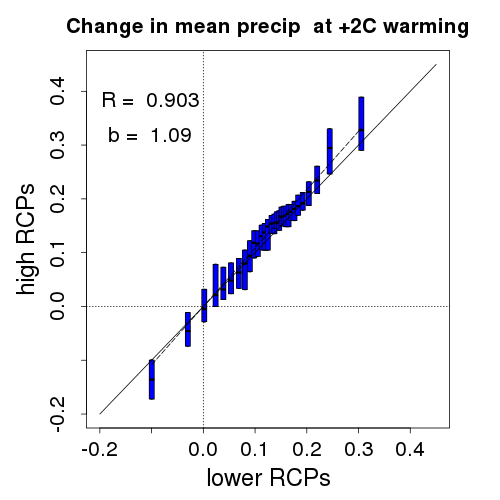 Change in mean precip  at +2C warming
R =  0.903
b =  1.09
high RCPs
0.4
0.3
0.2
0.1
0.0
-0.2
-0.2
0.0
0.1
0.2
0.3
0.4
lower RCPs